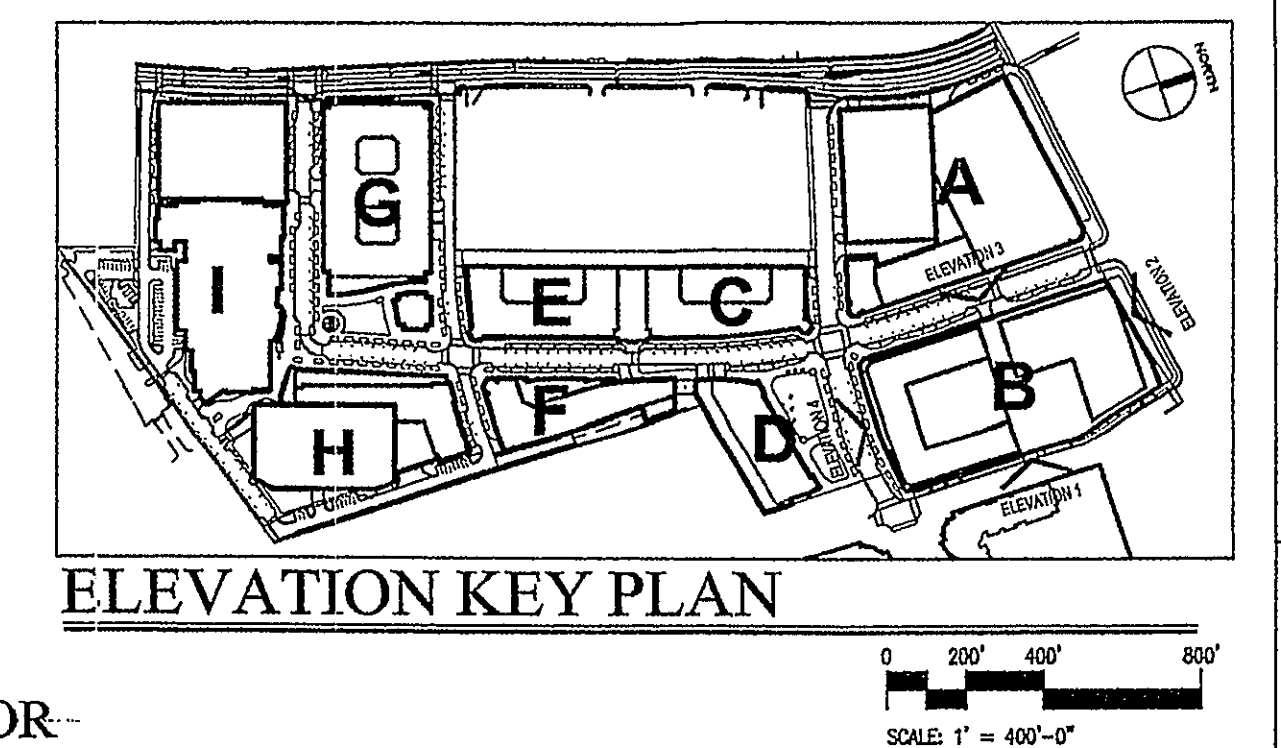 NORTH
A
G
I
ELEVATION 3
ELEVATION 2
E
C
B
F
D
ELEVATION 4
H
ELEVATION 1
ELEVATION KEY PLAN
0 200' 400' 800'
SCALE: 1' = 400'-0"
OR